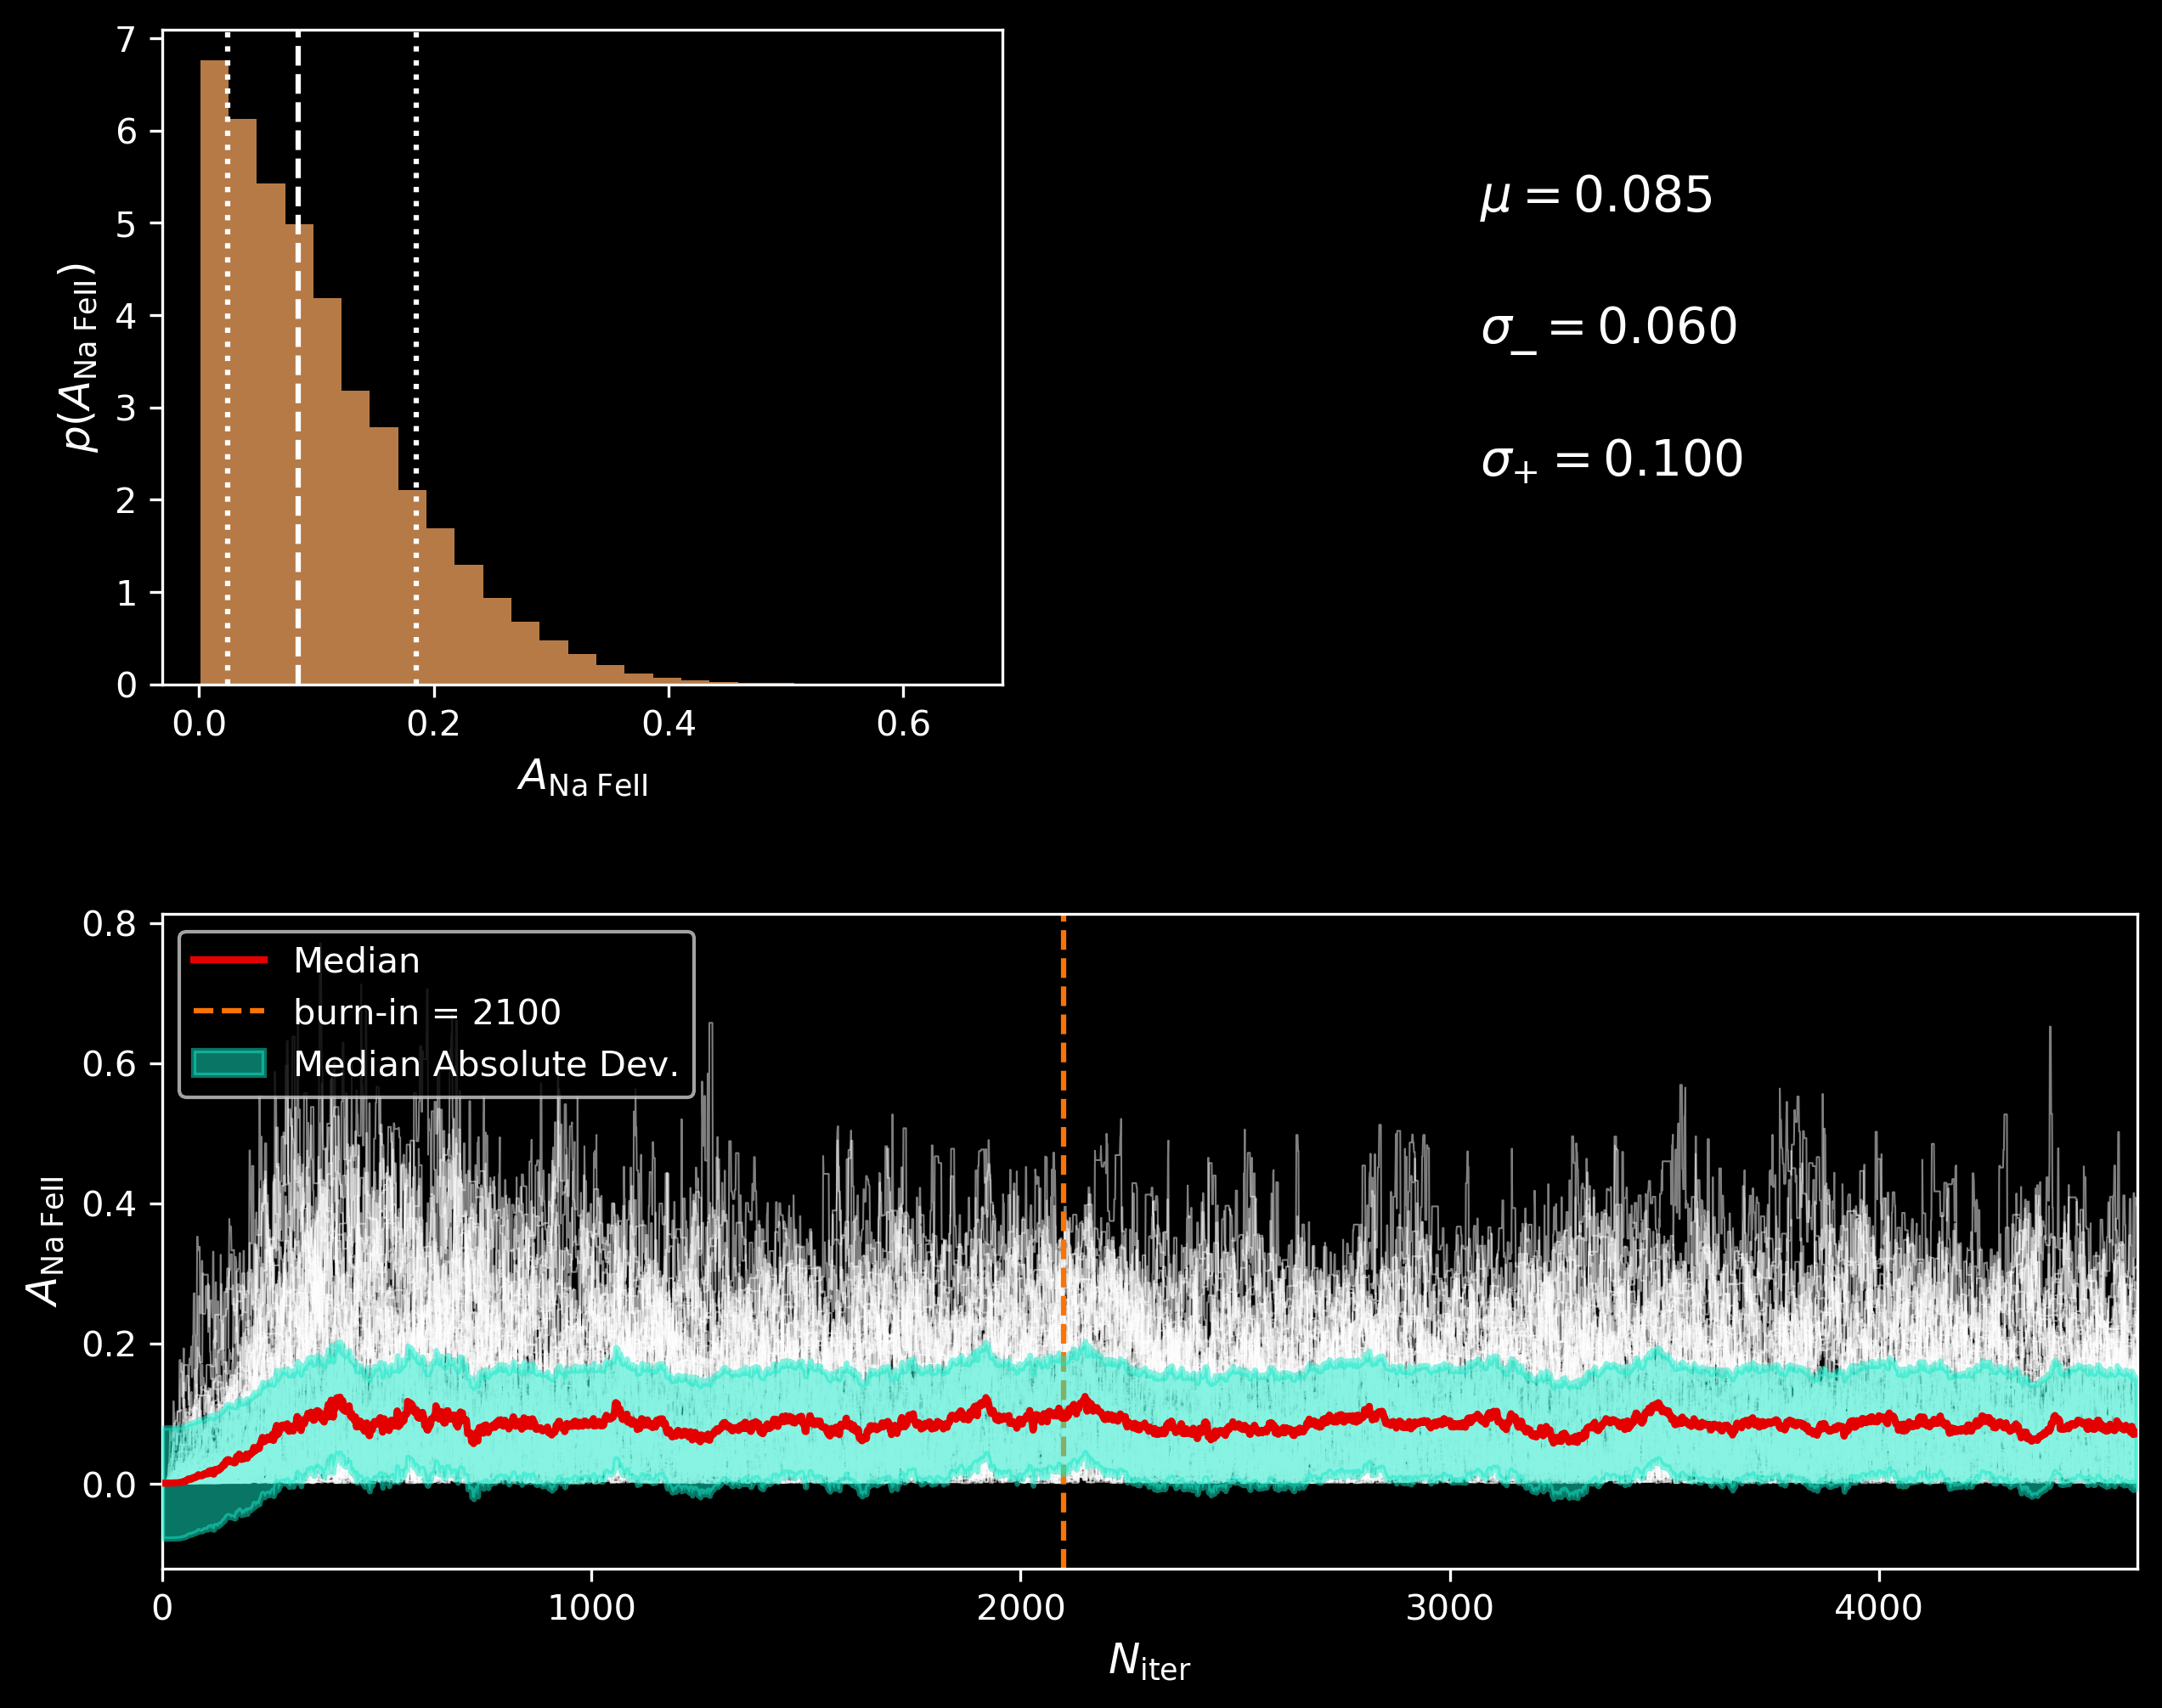 7
6
5
4
3
2
1
0
p(A_Na FeII)
0.0 0.2 0.4 0.6
A_Na FeII
μ = 0.085
σ_− = 0.060
σ_+ = 0.100
0.8
0.6
0.4
0.2
0.0
A_Na FeII
Median
burn-in = 2100
Median Absolute Dev.
0 1000 2000 3000 4000
N_iter